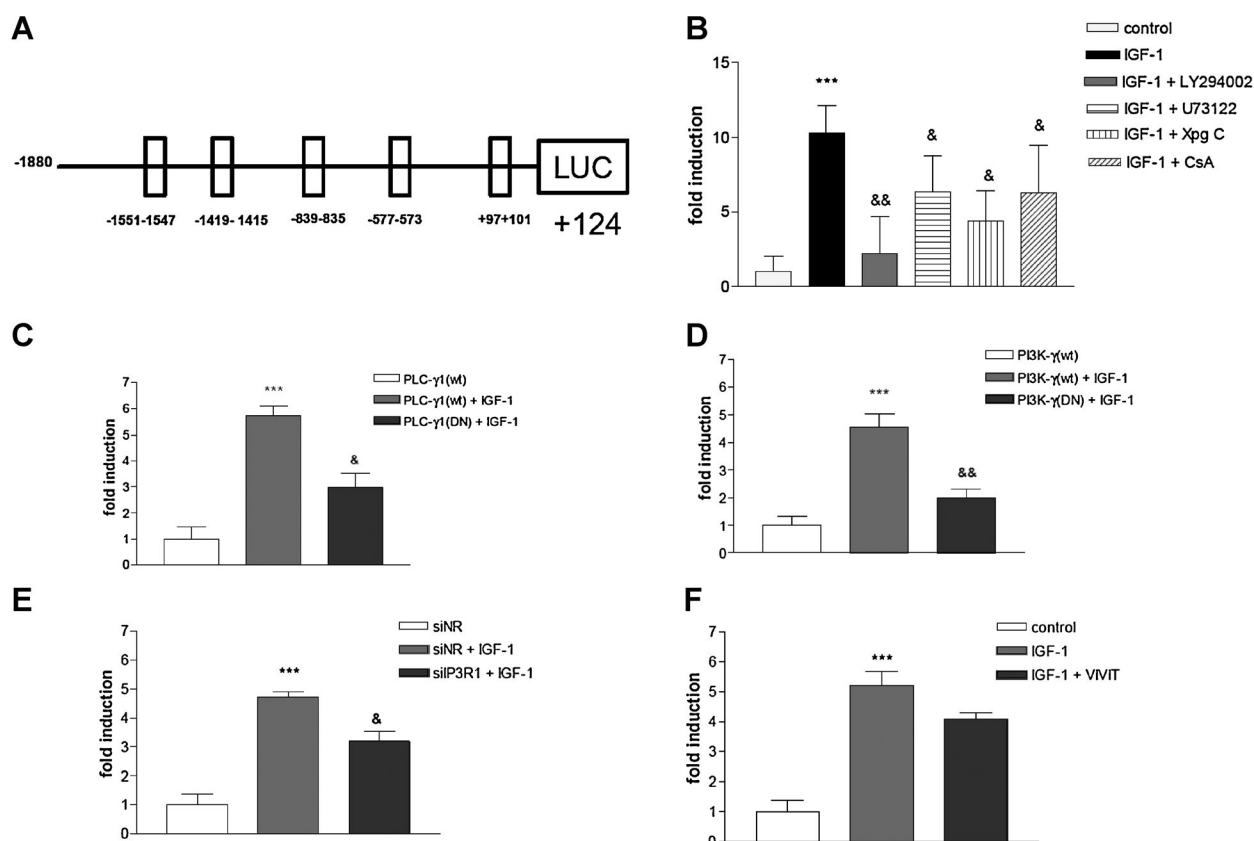 A
-1880
LUC
-1551-1547
-1419- 1415
-839-835
-577-573
+97+101
+124
B
control
IGF-1
IGF-1 + LY294002
IGF-1 + U73122
IGF-1 + Xpg C
IGF-1 + CsA
fold induction
15
10
5
0
***
&&
&
&
&
C
PLC-γ1(wt)
PLC-γ1(wt) + IGF-1
PLC-γ1(DN) + IGF-1
fold induction
7
6
5
4
3
2
1
0
***
&
D
PI3K-γ(wt)
PI3K-γ(wt) + IGF-1
PI3K-γ(DN) + IGF-1
fold induction
7
6
5
4
3
2
1
0
***
&&
E
siNR
siNR + IGF-1
siIP3R1 + IGF-1
fold induction
7
6
5
4
3
2
1
0
***
&
F
control
IGF-1
IGF-1 + VIVIT
fold induction
7
6
5
4
3
2
1
0
***